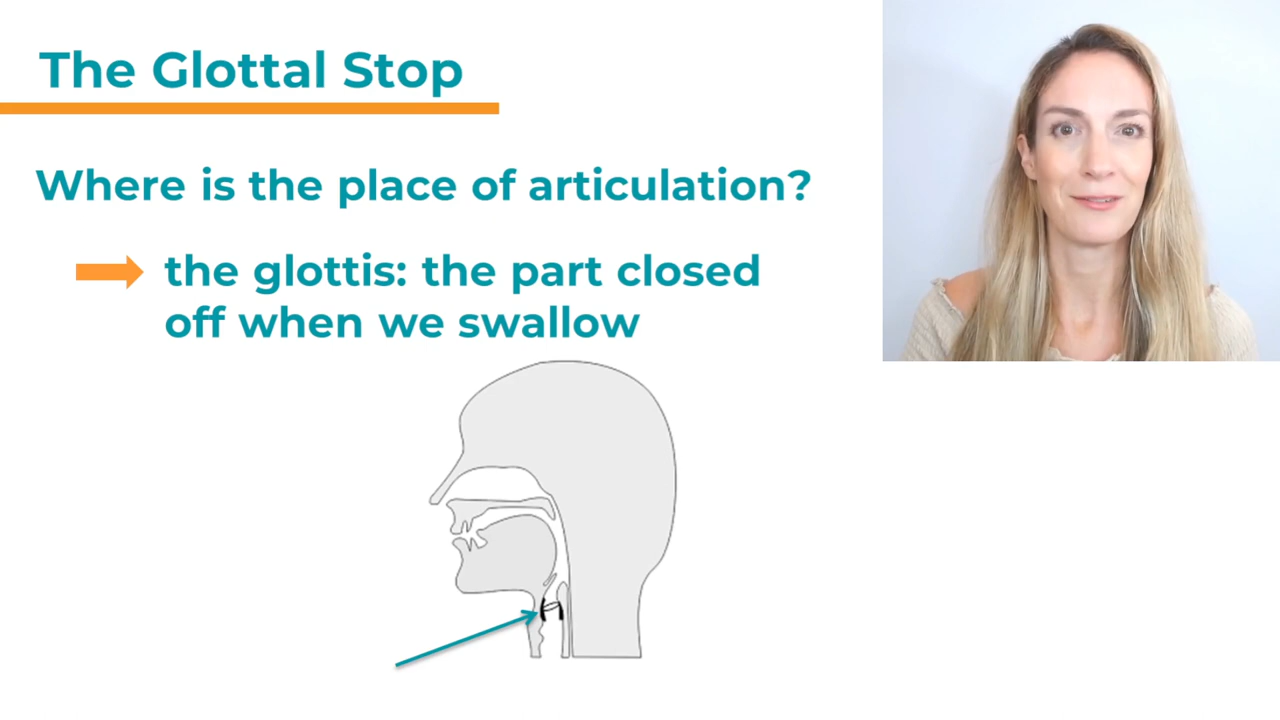 The Glottal Stop
Where is the place of articulation?
the glottis: the part closed
off when we swallow